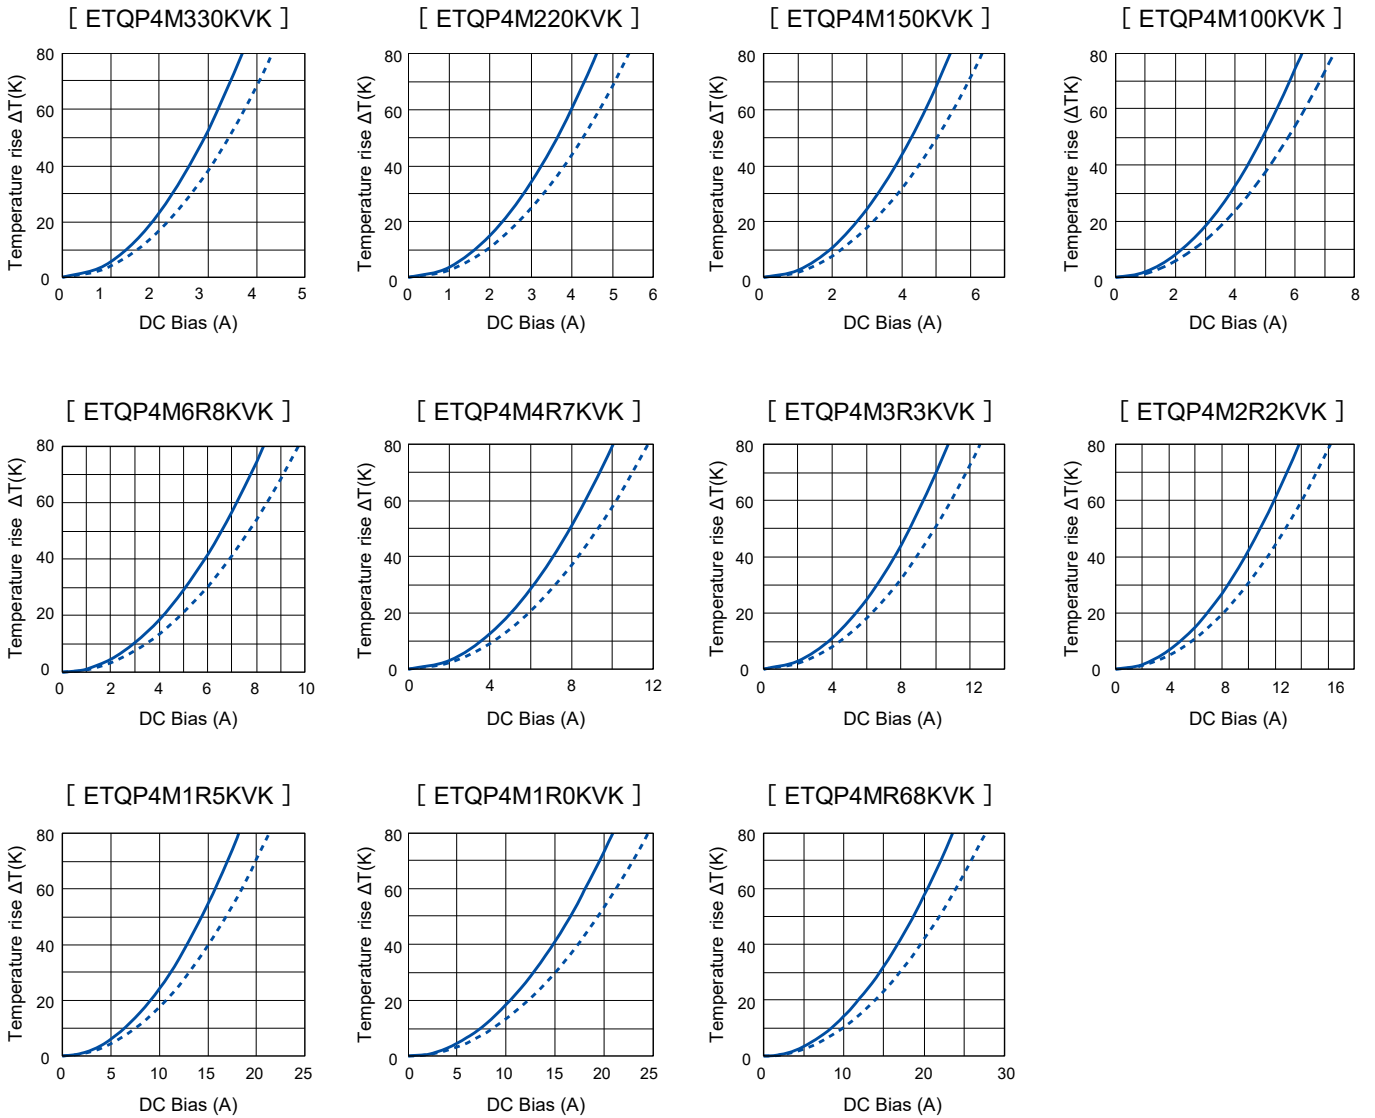 [ ETQP4M330KVK ]
Temperature rise ΔT(K)
80
60
40
20
0
0 1 2 3 4 5
DC Bias (A)
[ ETQP4M220KVK ]
Temperature rise ΔT(K)
80
60
40
20
0
0 1 2 3 4 5 6
DC Bias (A)
[ ETQP4M150KVK ]
Temperature rise ΔT(K)
80
60
40
20
0
0 2 4 6
DC Bias (A)
[ ETQP4M100KVK ]
Temperature rise (ΔTK)
80
60
40
20
0
0 2 4 6 8
DC Bias (A)
[ ETQP4M6R8KVK ]
Temperature rise ΔT(K)
80
60
40
20
0
0 2 4 6 8 10
DC Bias (A)
[ ETQP4M4R7KVK ]
Temperature rise ΔT(K)
80
60
40
20
0
0 4 8 12
DC Bias (A)
[ ETQP4M3R3KVK ]
Temperature rise ΔT(K)
80
60
40
20
0
0 4 8 12
DC Bias (A)
[ ETQP4M2R2KVK ]
Temperature rise ΔT(K)
80
60
40
20
0
0 4 8 12 16
DC Bias (A)
[ ETQP4M1R5KVK ]
Temperature rise ΔT(K)
80
60
40
20
0
0 5 10 15 20 25
DC Bias (A)
[ ETQP4M1R0KVK ]
Temperature rise ΔT(K)
80
60
40
20
0
0 5 10 15 20 25
DC Bias (A)
[ ETQP4MR68KVK ]
Temperature rise ΔT(K)
80
60
40
20
0
0 10 20 30
DC Bias (A)